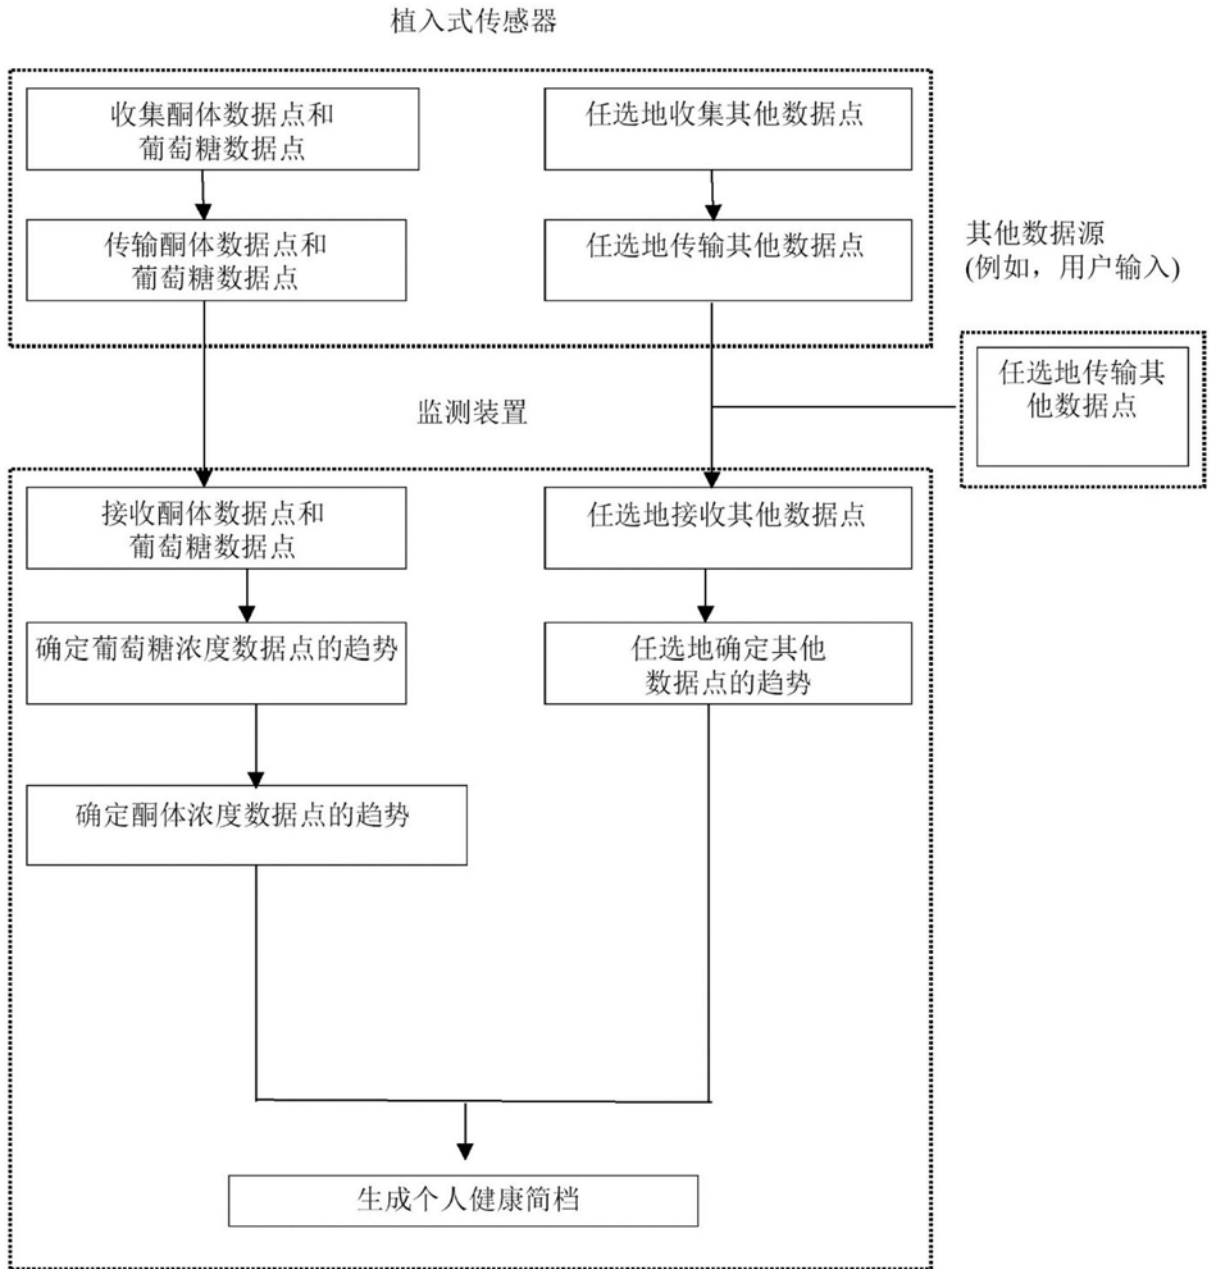 植入式传感器
收集酮体数据点和
葡萄糖数据点
任选地收集其他数据点
传输酮体数据点和
葡萄糖数据点
任选地传输其他数据点
其他数据源
(例如，用户输入)
任选地传输其
他数据点
监测装置
接收酮体数据点和
葡萄糖数据点
任选地接收其他数据点
确定葡萄糖浓度数据点的趋势
任选地确定其他
数据点的趋势
确定酮体浓度数据点的趋势
生成个人健康简档